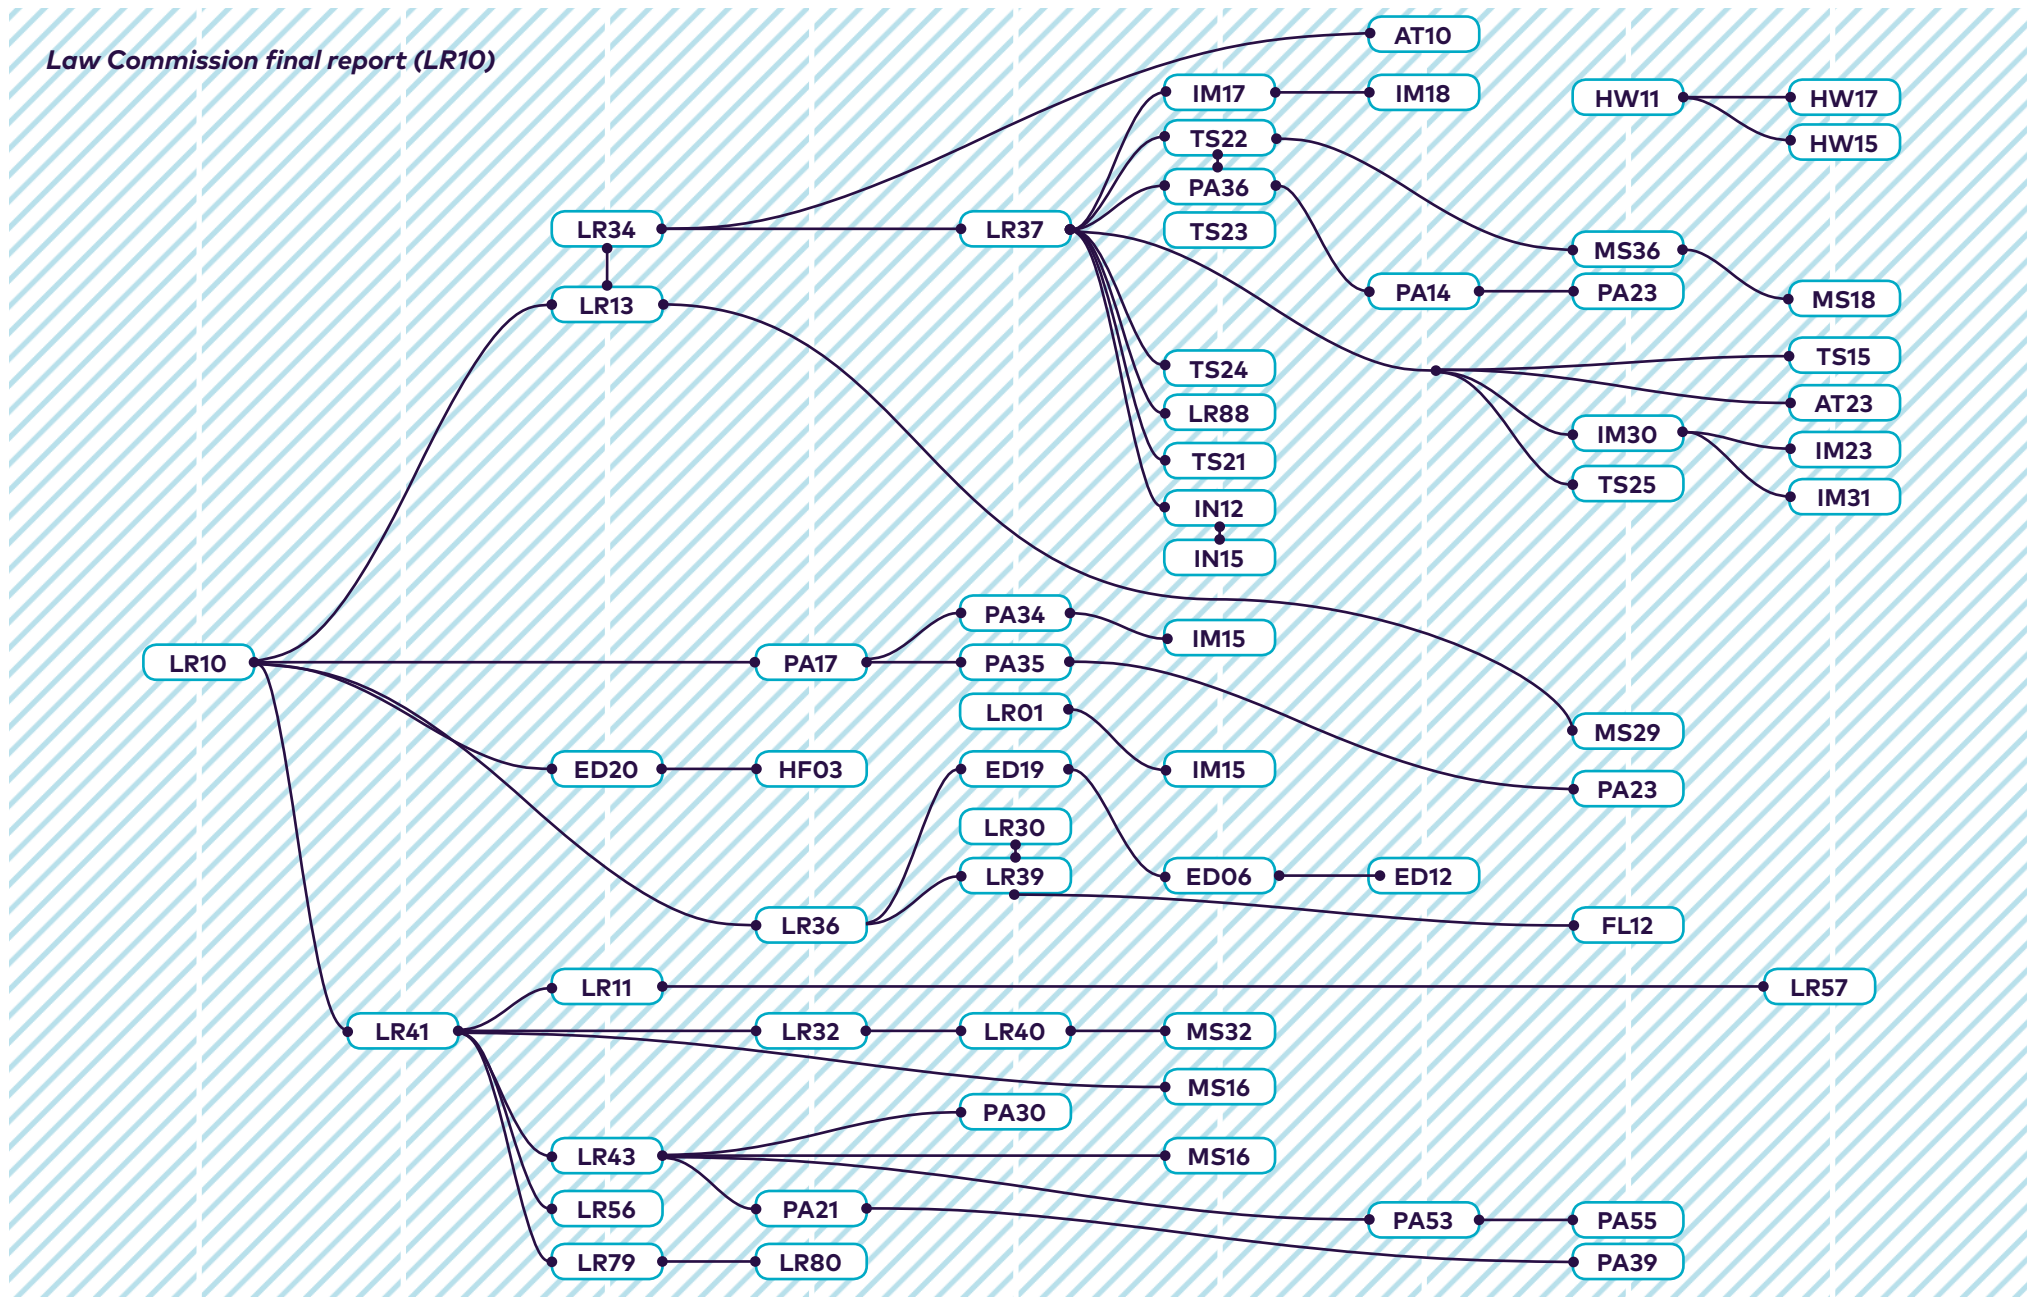 Law Commission final report (LR10)
AT10
IM17
IM18
HW11
HW17
TS22
HW15
PA36
LR34
LR37
TS23
MS36
PA14
PA23
MS18
LR13
TS15
TS24
AT23
LR88
IM30
IM23
TS21
TS25
IM31
IN12
IN15
PA34
IM15
LR10
PA17
PA35
LR01
MS29
ED20
HF03
ED19
IM15
PA23
LR30
LR39
ED06
ED12
LR36
FL12
LR11
LR57
LR41
LR32
LR40
MS32
MS16
PA30
LR43
MS16
LR56
PA21
PA53
PA55
LR79
LR80
PA39